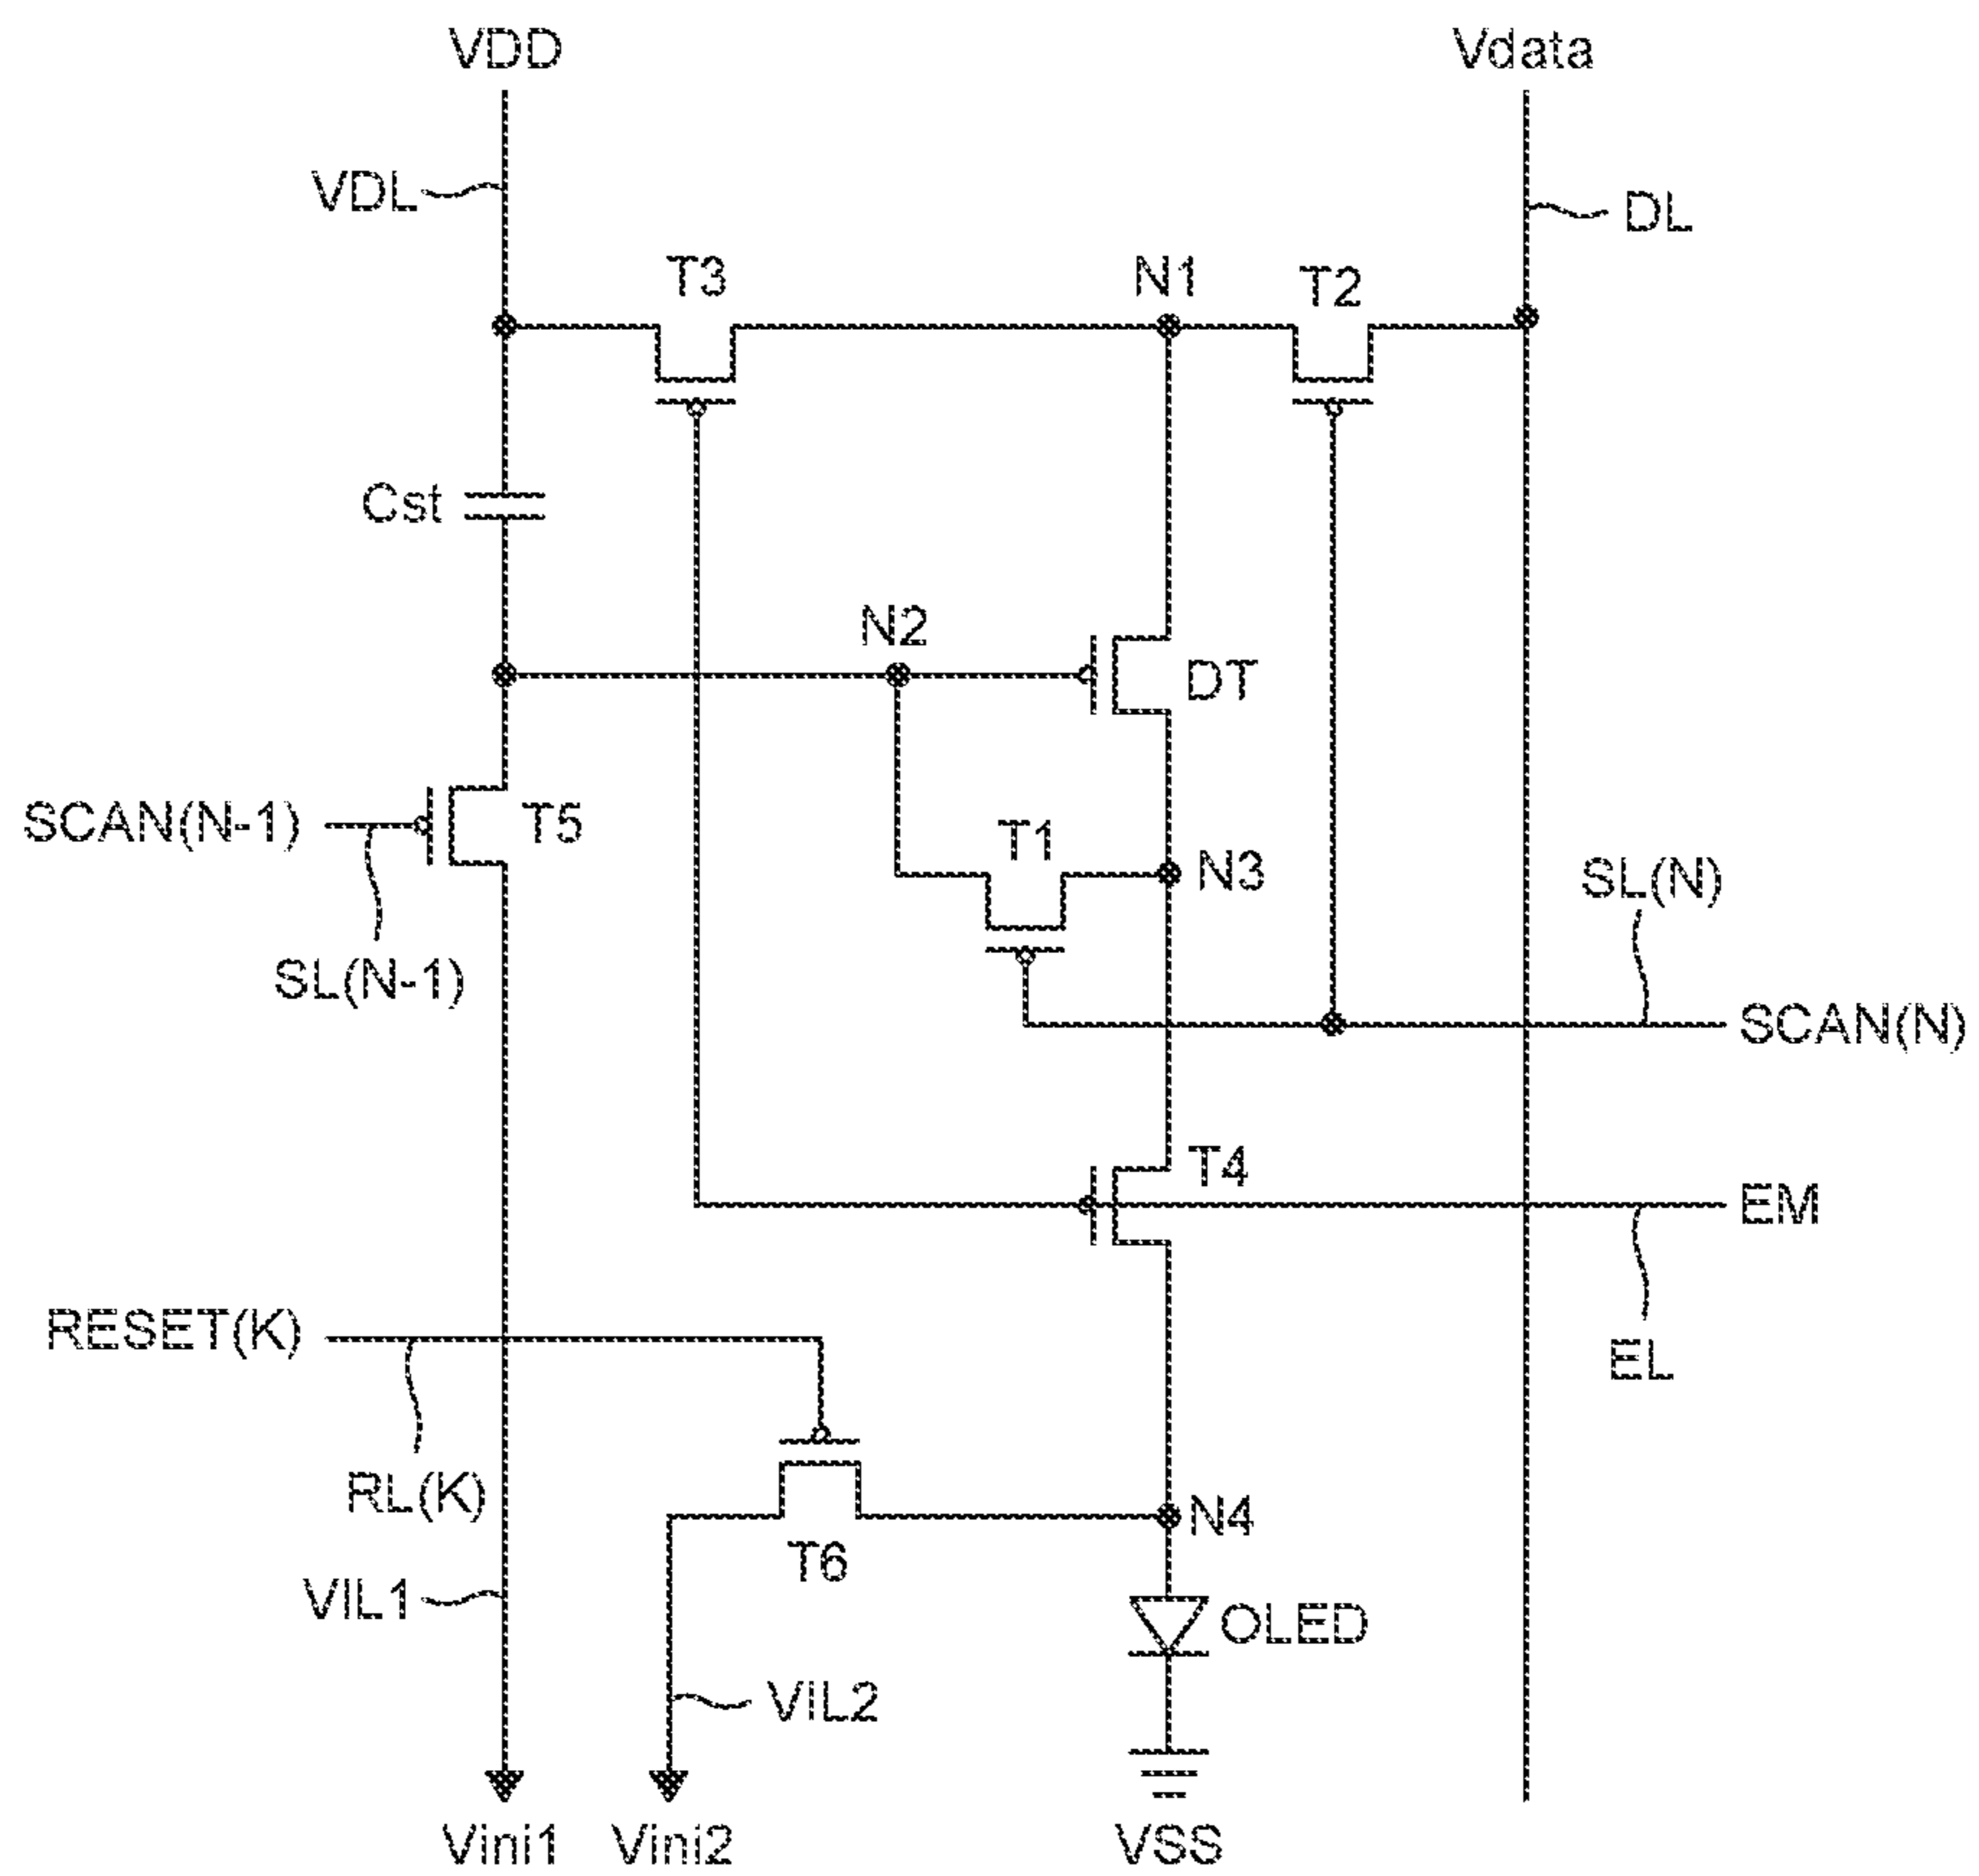 VDD
Vdata
VDL
DL
T3
N1
T2
Cst
N2
DT
SCAN(N-1)
T5
T1
N3
SL(N)
SL(N-1)
SCAN(N)
T4
EM
RESET(K)
EL
RL(K)
N4
T6
VIL1
OLED
VIL2
Vini1
Vini2
VSS